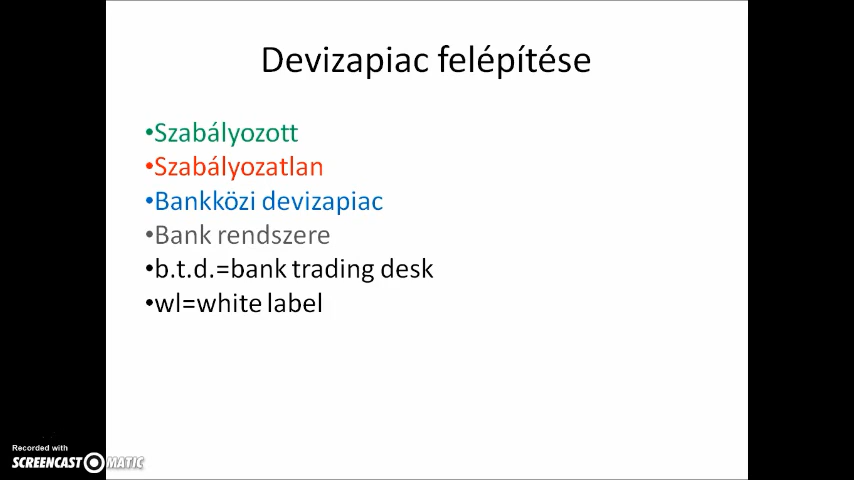 Devizapiac felépítése
•Szabályozott
•Szabályozatlan
•Bankközi devizapiac
•Bank rendszere
•b.t.d.=bank trading desk
•wl=white label
Recorded with
SCREENCAST MATIC